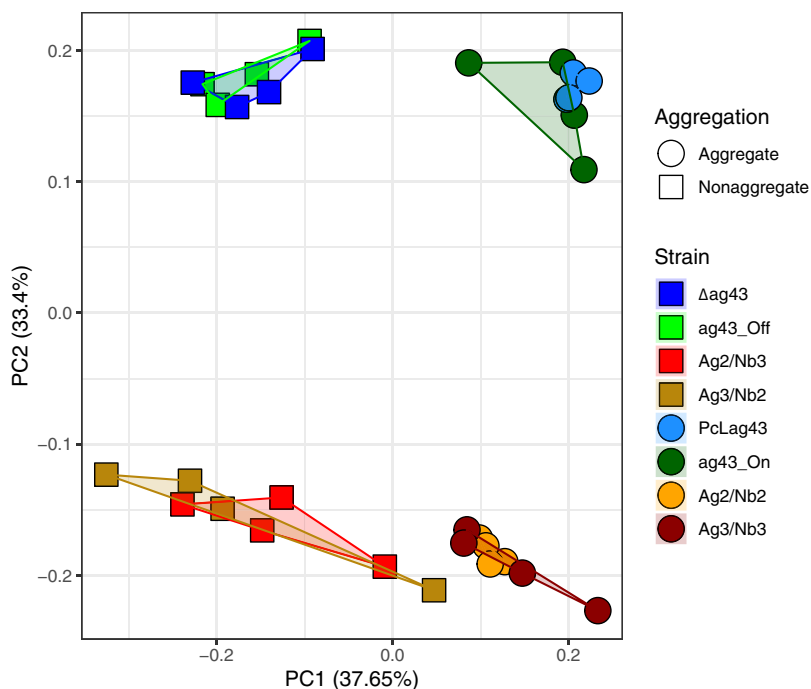 0.2
0.1
0.0
−0.1
−0.2
PC2 (33.4%)
−0.2
0.0
0.2
PC1 (37.65%)
Aggregation
Aggregate
Nonaggregate
Strain
Δag43
ag43_Off
Ag2/Nb3
Ag3/Nb2
PcLag43
ag43_On
Ag2/Nb2
Ag3/Nb3